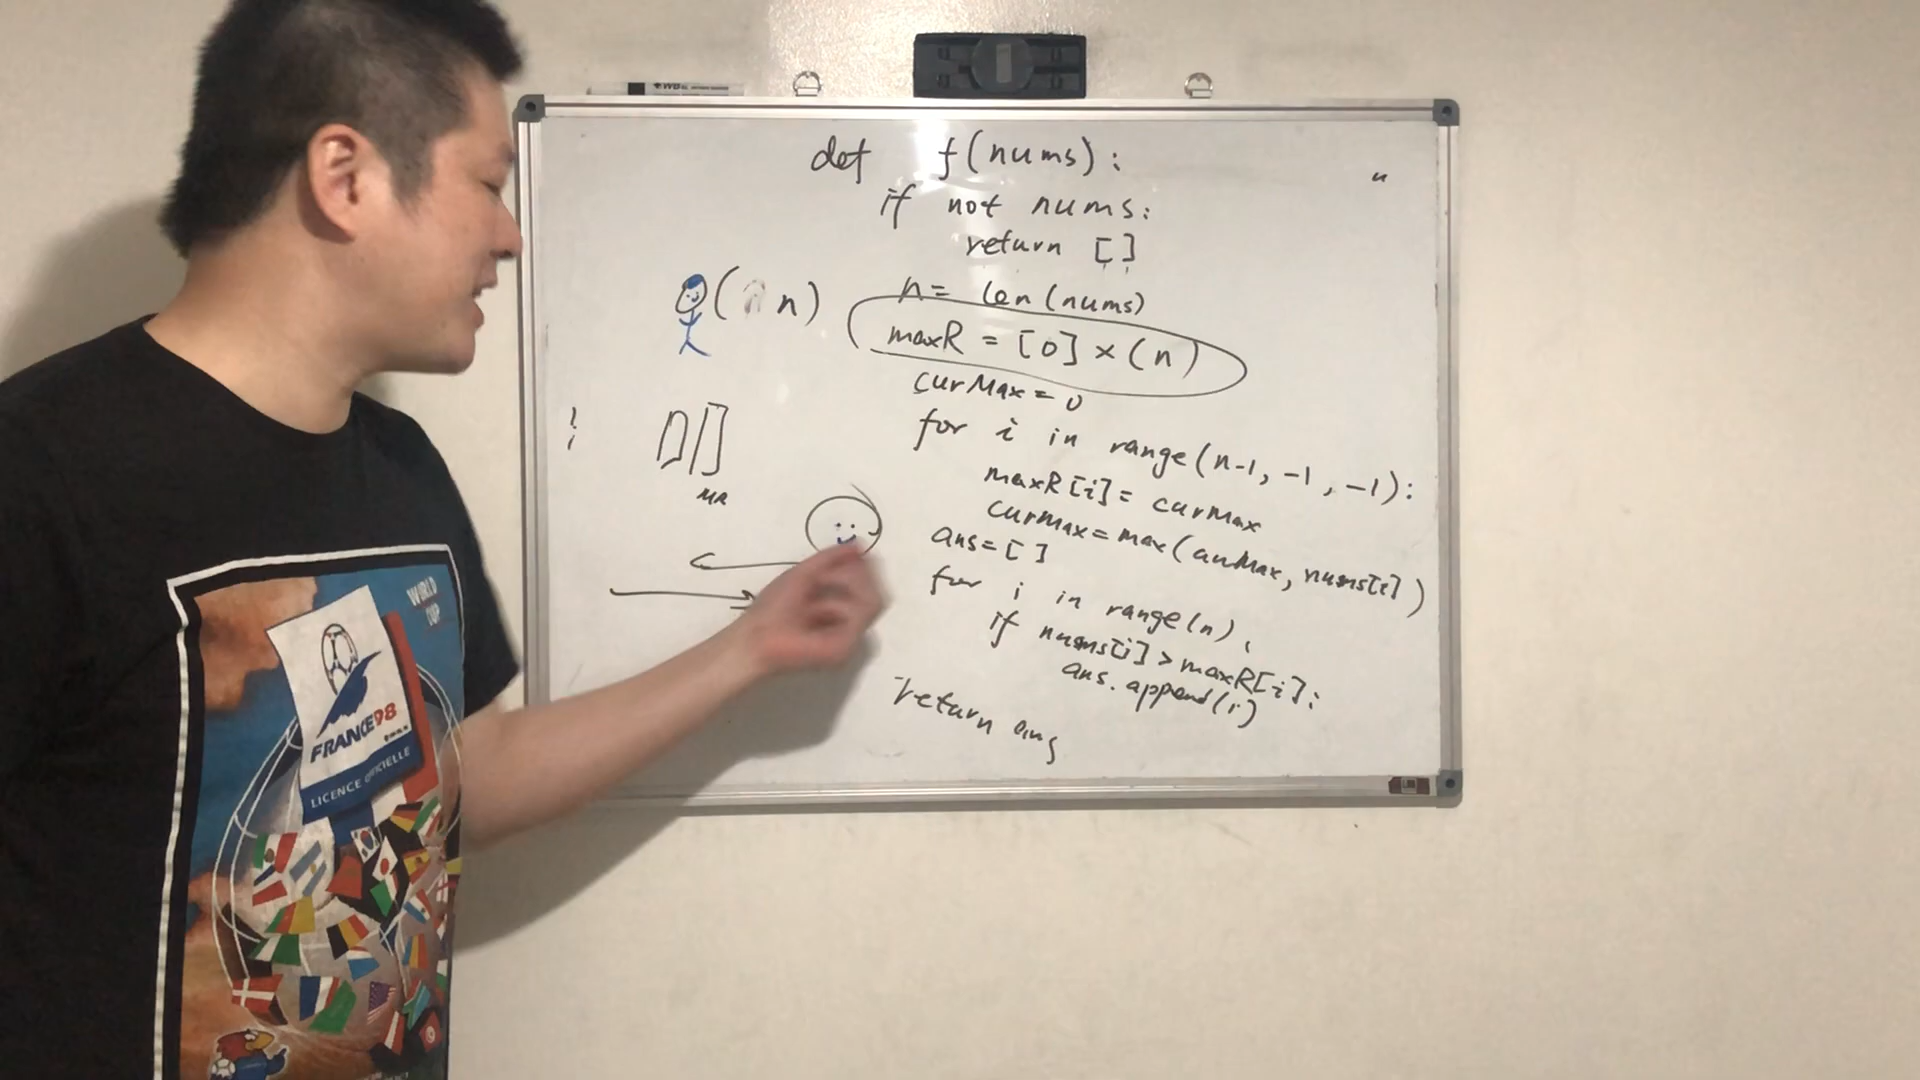 def f(nums):
if not nums:
return []
n = len(nums)
(n)
maxR = [0] × (n)
curMax = 0
for i in range(n-1, -1, -1):
maxR[i] = curMax
curmax = max(curMax, nums[i])
ans = []
for i in range(n):
if nums[i] > maxR[i]:
ans.append(i)
return ans
MR
WORLD
CUP
FRANCE 98
LICENCE OFFICIELLE